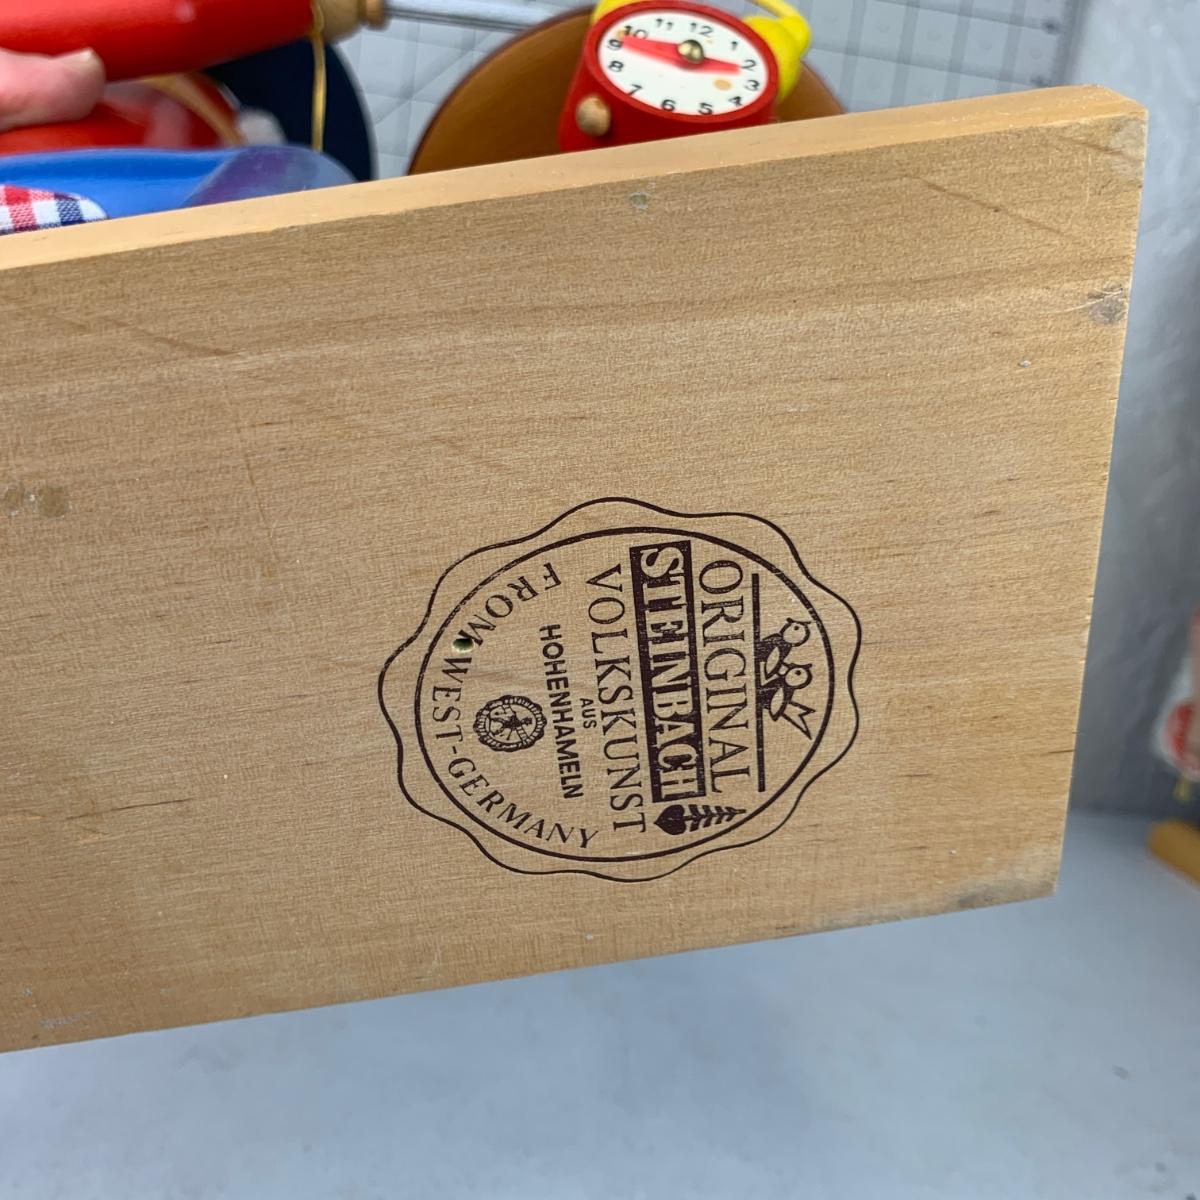 ORIGINAL
STEINBACH
VOLKSKUNST
AUS
HOHENHAMELN
FROM WEST-GERMANY
11 12 1
10 2
9 3
8 4
7 6 5